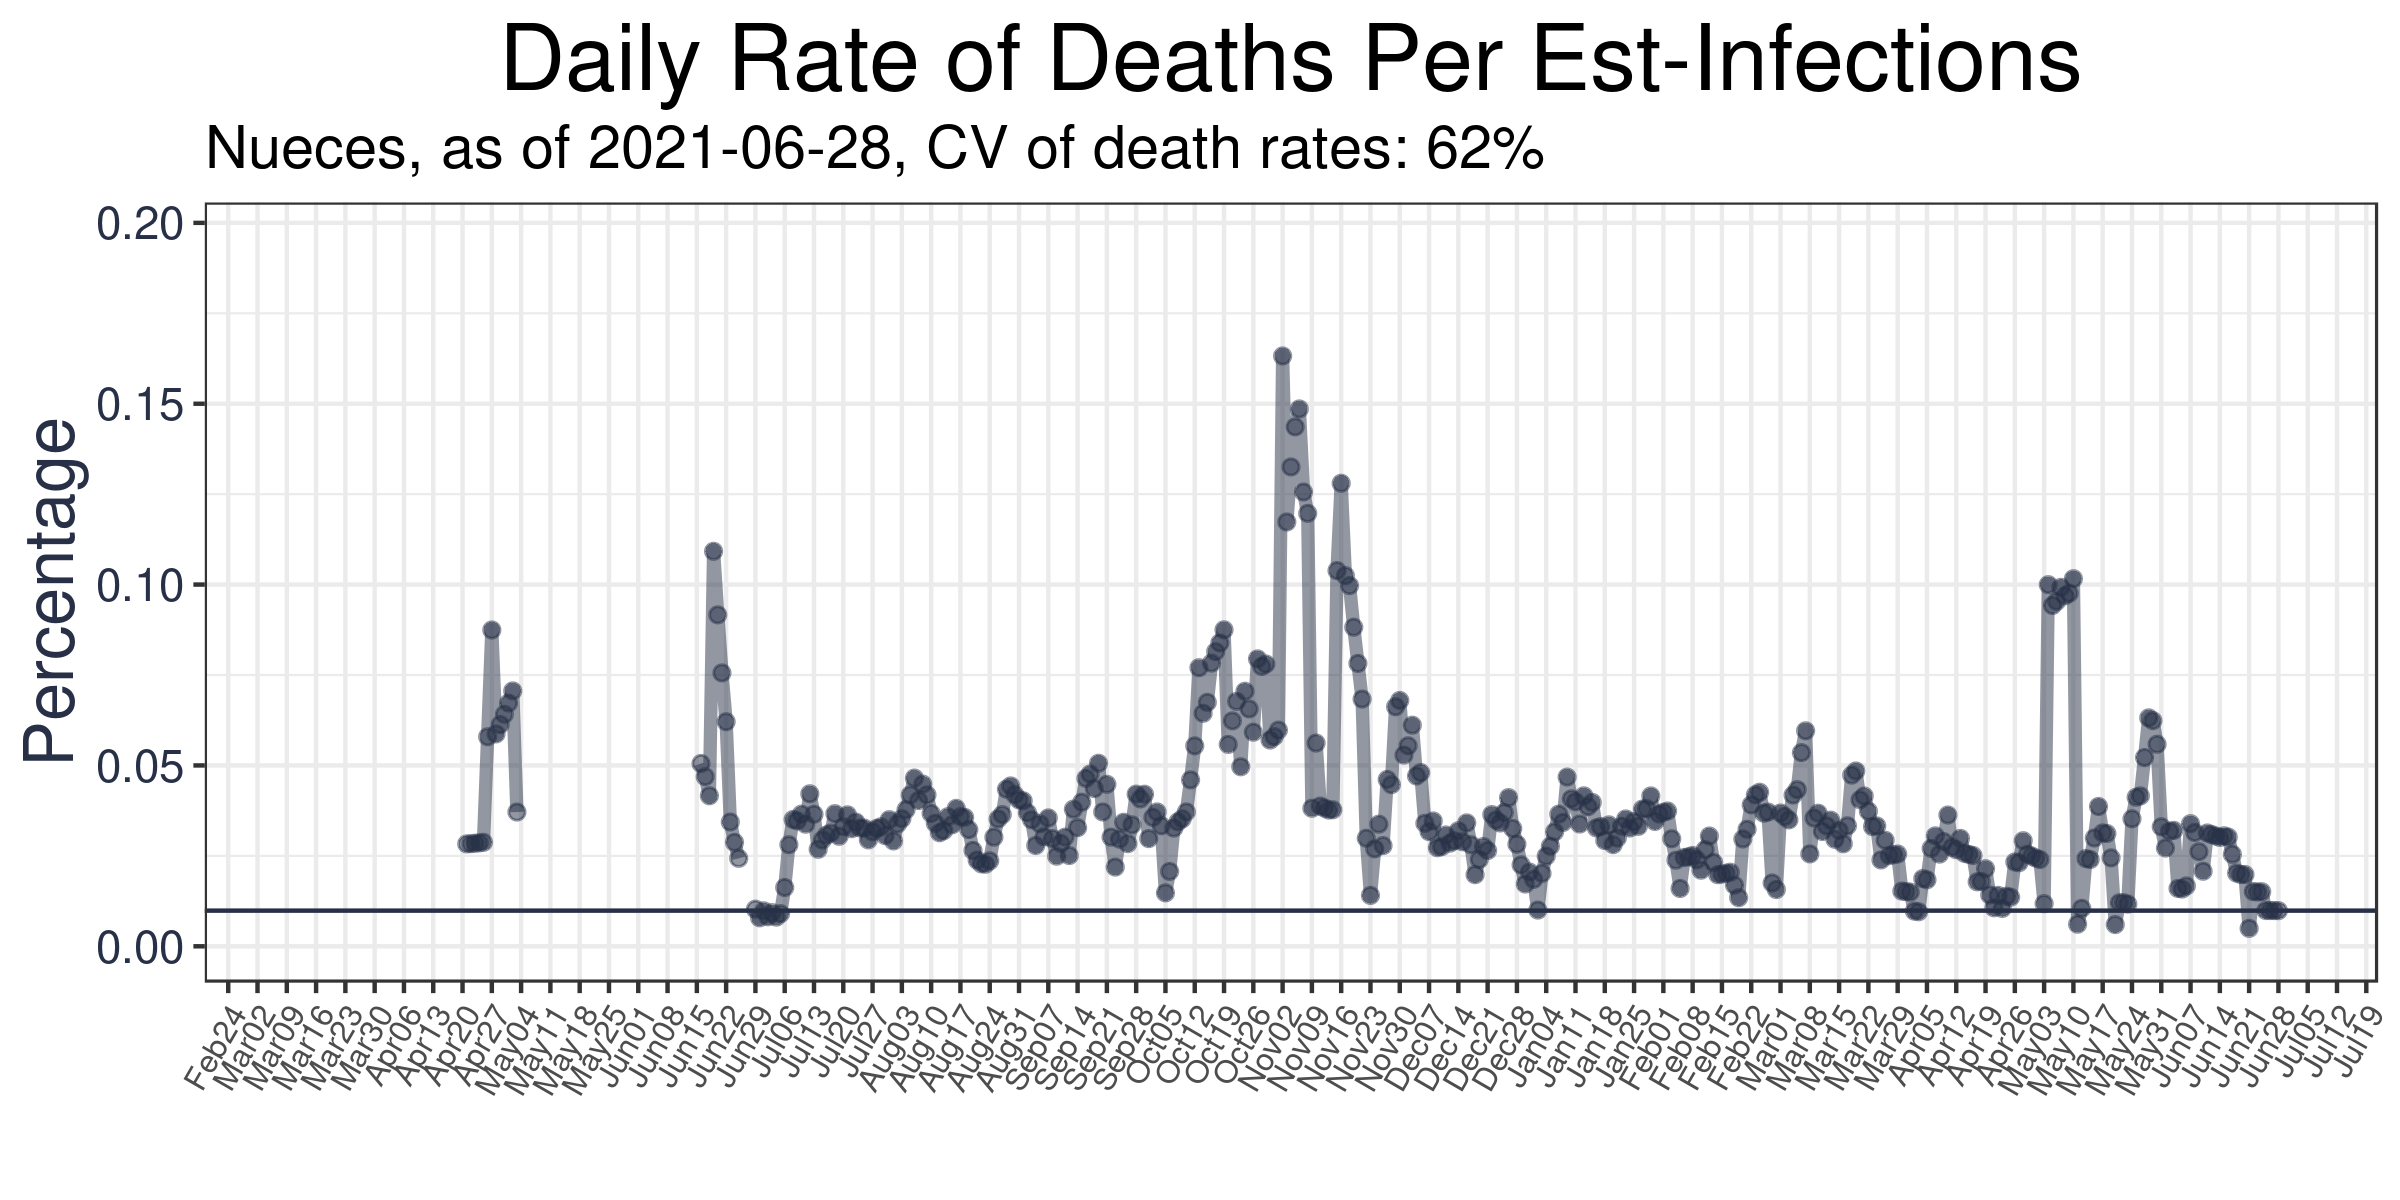 Daily Rate of Deaths Per Est-Infections
Nueces, as of 2021-06-28, CV of death rates: 62%
Percentage
0.20
0.15
0.10
0.05
0.00
Feb24
Mar02
Mar09
Mar16
Mar23
Mar30
Apr06
Apr13
Apr20
Apr27
May04
May11
May18
May25
Jun01
Jun08
Jun15
Jun22
Jun29
Jul06
Jul13
Jul20
Jul27
Aug03
Aug10
Aug17
Aug24
Aug31
Sep07
Sep14
Sep21
Sep28
Oct05
Oct12
Oct19
Oct26
Nov02
Nov09
Nov16
Nov23
Nov30
Dec07
Dec14
Dec21
Dec28
Jan04
Jan11
Jan18
Jan25
Feb01
Feb08
Feb15
Feb22
Mar01
Mar08
Mar15
Mar22
Mar29
Apr05
Apr12
Apr19
Apr26
May03
May10
May17
May24
May31
Jun07
Jun14
Jun21
Jun28
Jul05
Jul12
Jul19